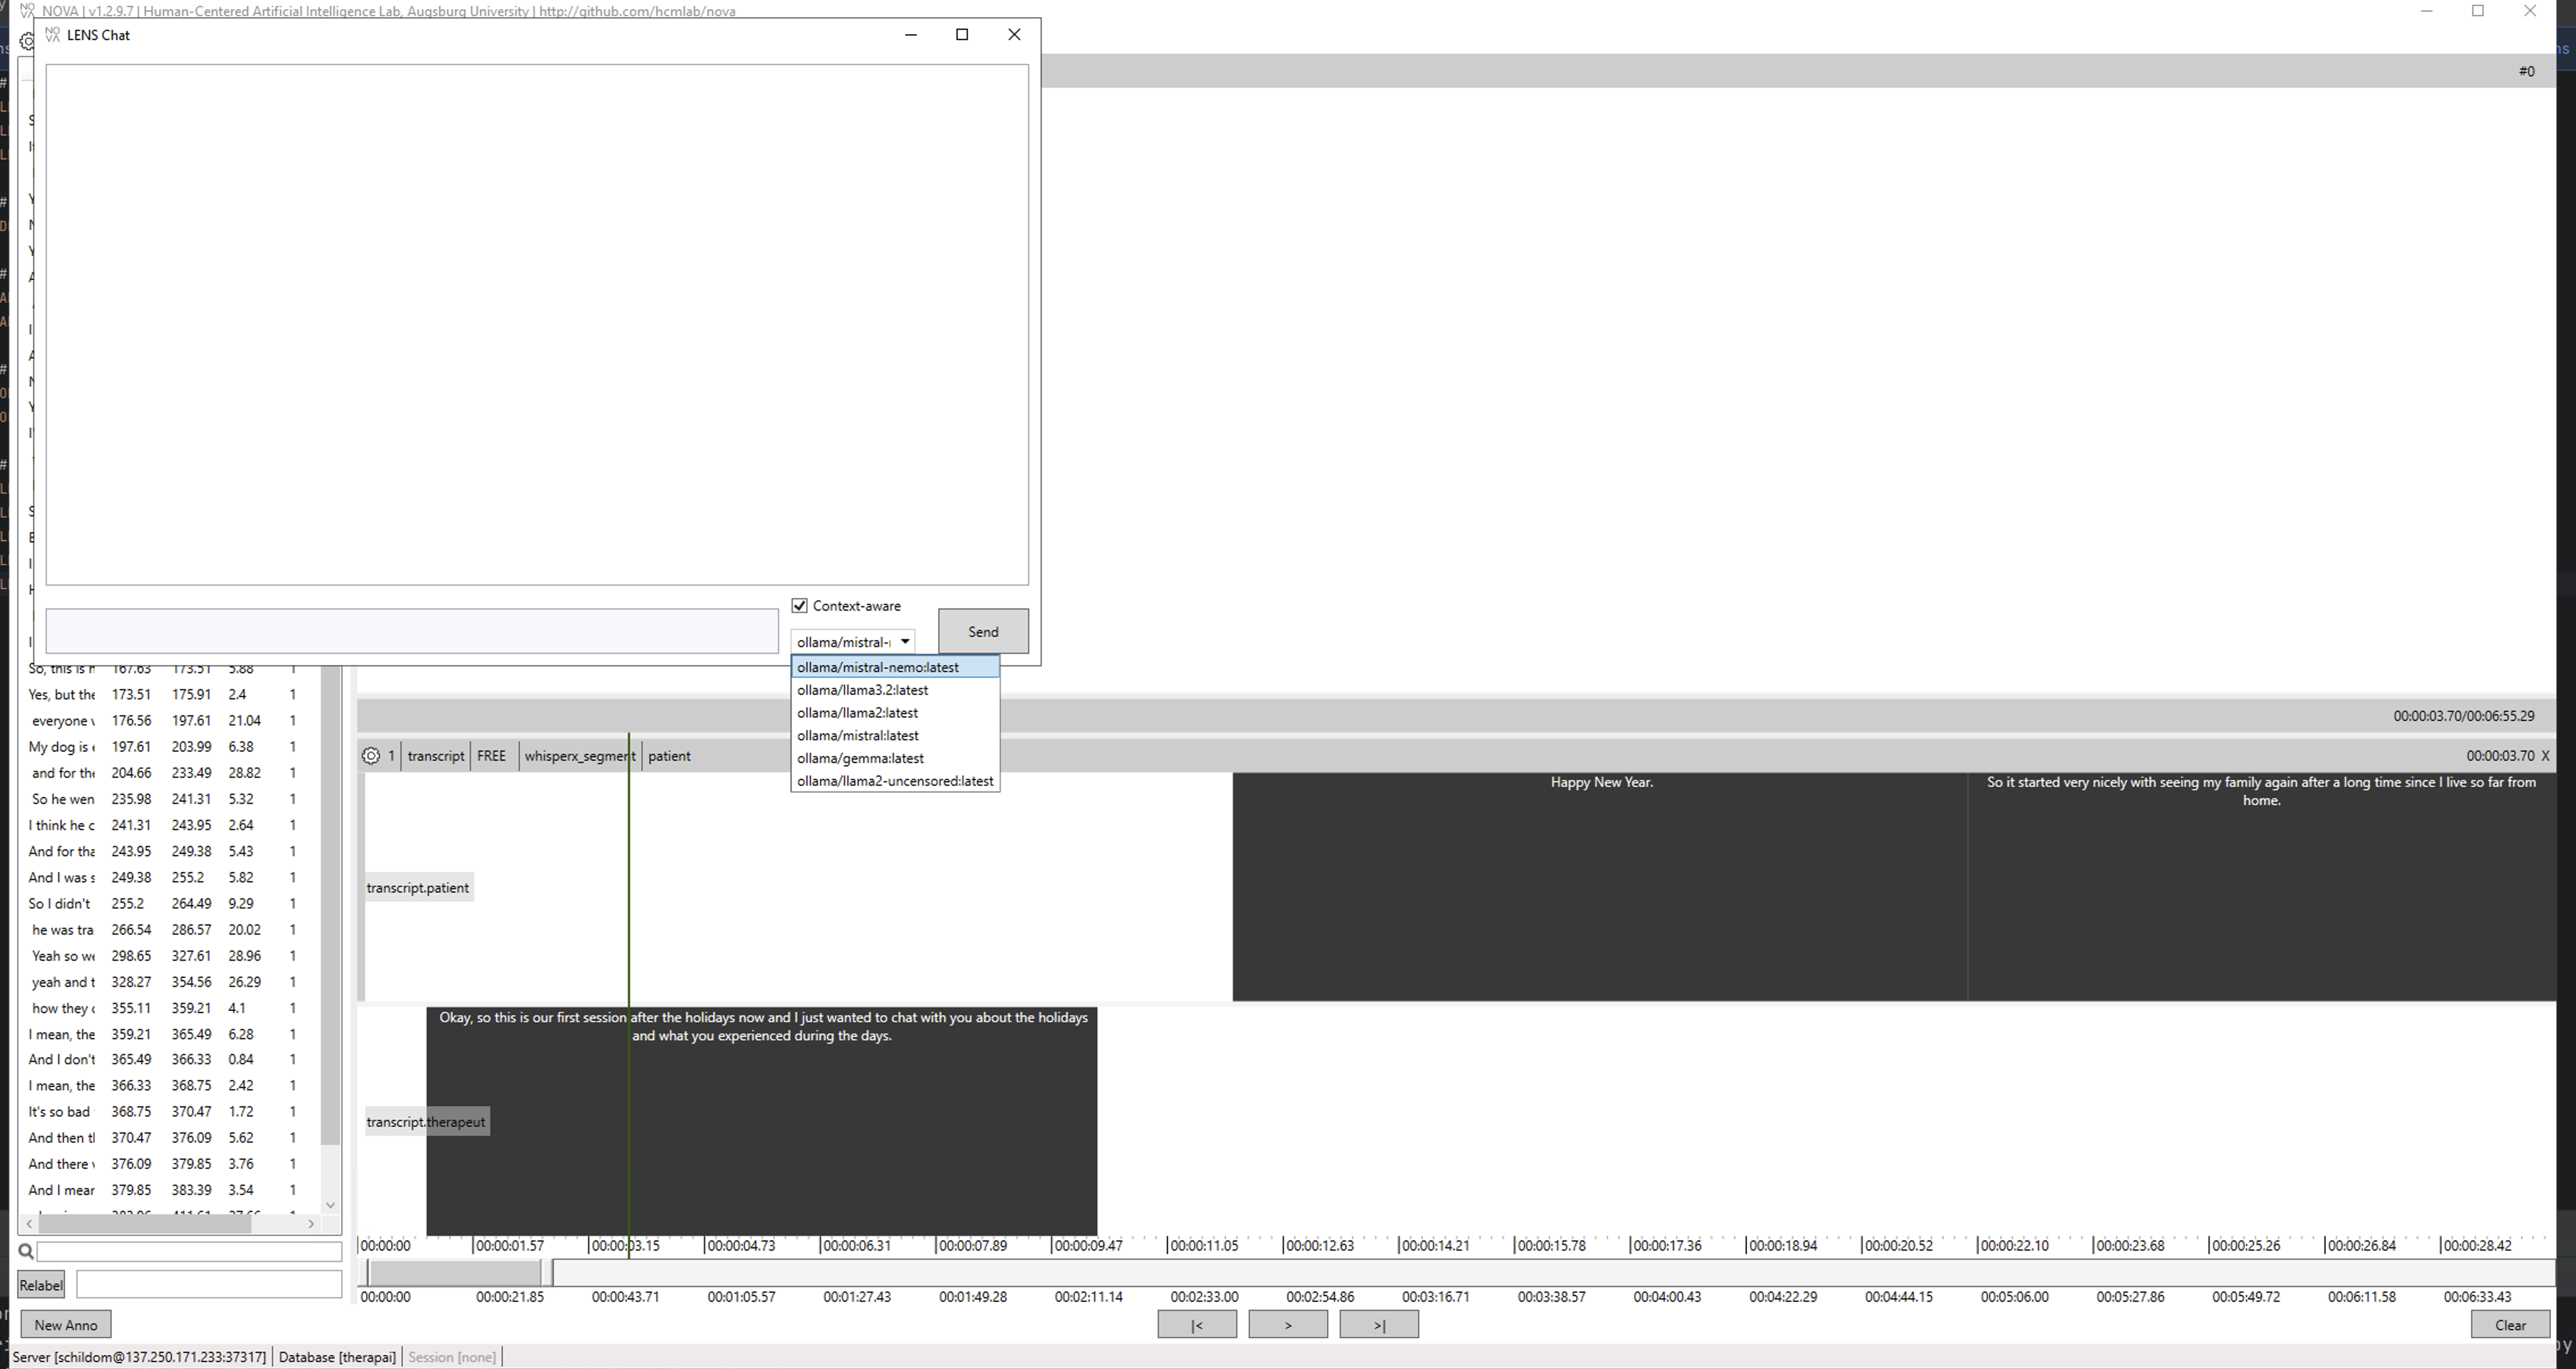 NOVA | v1.2.9.7 | Human-Centered Artificial Intelligence Lab, Augsburg University | http://github.com/hcmlab/nova
LENS Chat
#0
Context-aware
ollama/mistral-
Send
ollama/mistral-nemo:latest
ollama/llama3.2:latest
ollama/llama2:latest
ollama/mistral:latest
ollama/gemma:latest
ollama/llama2-uncensored:latest
So, this is 167.63 173.51 5.88 1
Yes, but the 173.51 175.91 2.4 1
everyone 176.56 197.61 21.04 1
My dog is 197.61 203.99 6.38 1
and for the 204.66 233.49 28.82 1
So he wen 235.98 241.31 5.32 1
I think he c 241.31 243.95 2.64 1
And for tha 243.95 249.38 5.43 1
And I was s 249.38 255.2 5.82 1
So I didn't 255.2 264.49 9.29 1
he was tra 266.54 286.57 20.02 1
Yeah so we 298.65 327.61 28.96 1
yeah and t 328.27 354.56 26.29 1
how they 355.11 359.21 4.1 1
I mean, the 359.21 365.49 6.28 1
And I don't 365.49 366.33 0.84 1
I mean, the 366.33 368.75 2.42 1
It's so bad 368.75 370.47 1.72 1
And then 370.47 376.09 5.62 1
And there 376.09 379.85 3.76 1
And I mear 379.85 383.39 3.54 1
Relabel
New Anno
00:00:03.70/00:06:55.29
1 transcript FREE whisperx_segment patient 00:00:03.70 X
transcript.patient
Happy New Year.
So it started very nicely with seeing my family again after a long time since I live so far from
home.
transcript.therapeut
Okay, so this is our first session after the holidays now and I just wanted to chat with you about the holidays
and what you experienced during the days.
00:00:00 00:00:01.57 00:00:03.15 00:00:04.73 00:00:06.31 00:00:07.89 00:00:09.47 00:00:11.05 00:00:12.63 00:00:14.21 00:00:15.78 00:00:17.36 00:00:18.94 00:00:20.52 00:00:22.10 00:00:23.68 00:00:25.26 00:00:26.84 00:00:28.42
00:00:00 00:00:21.85 00:00:43.71 00:01:05.57 00:01:27.43 00:01:49.28 00:02:11.14 00:02:33.00 00:02:54.86 00:03:16.71 00:03:38.57 00:04:00.43 00:04:22.29 00:04:44.15 00:05:06.00 00:05:27.86 00:05:49.72 00:06:11.58 00:06:33.43
|< > >|
Clear
Server [schildom@137.250.171.233:37317] Database [therapai] Session [none]